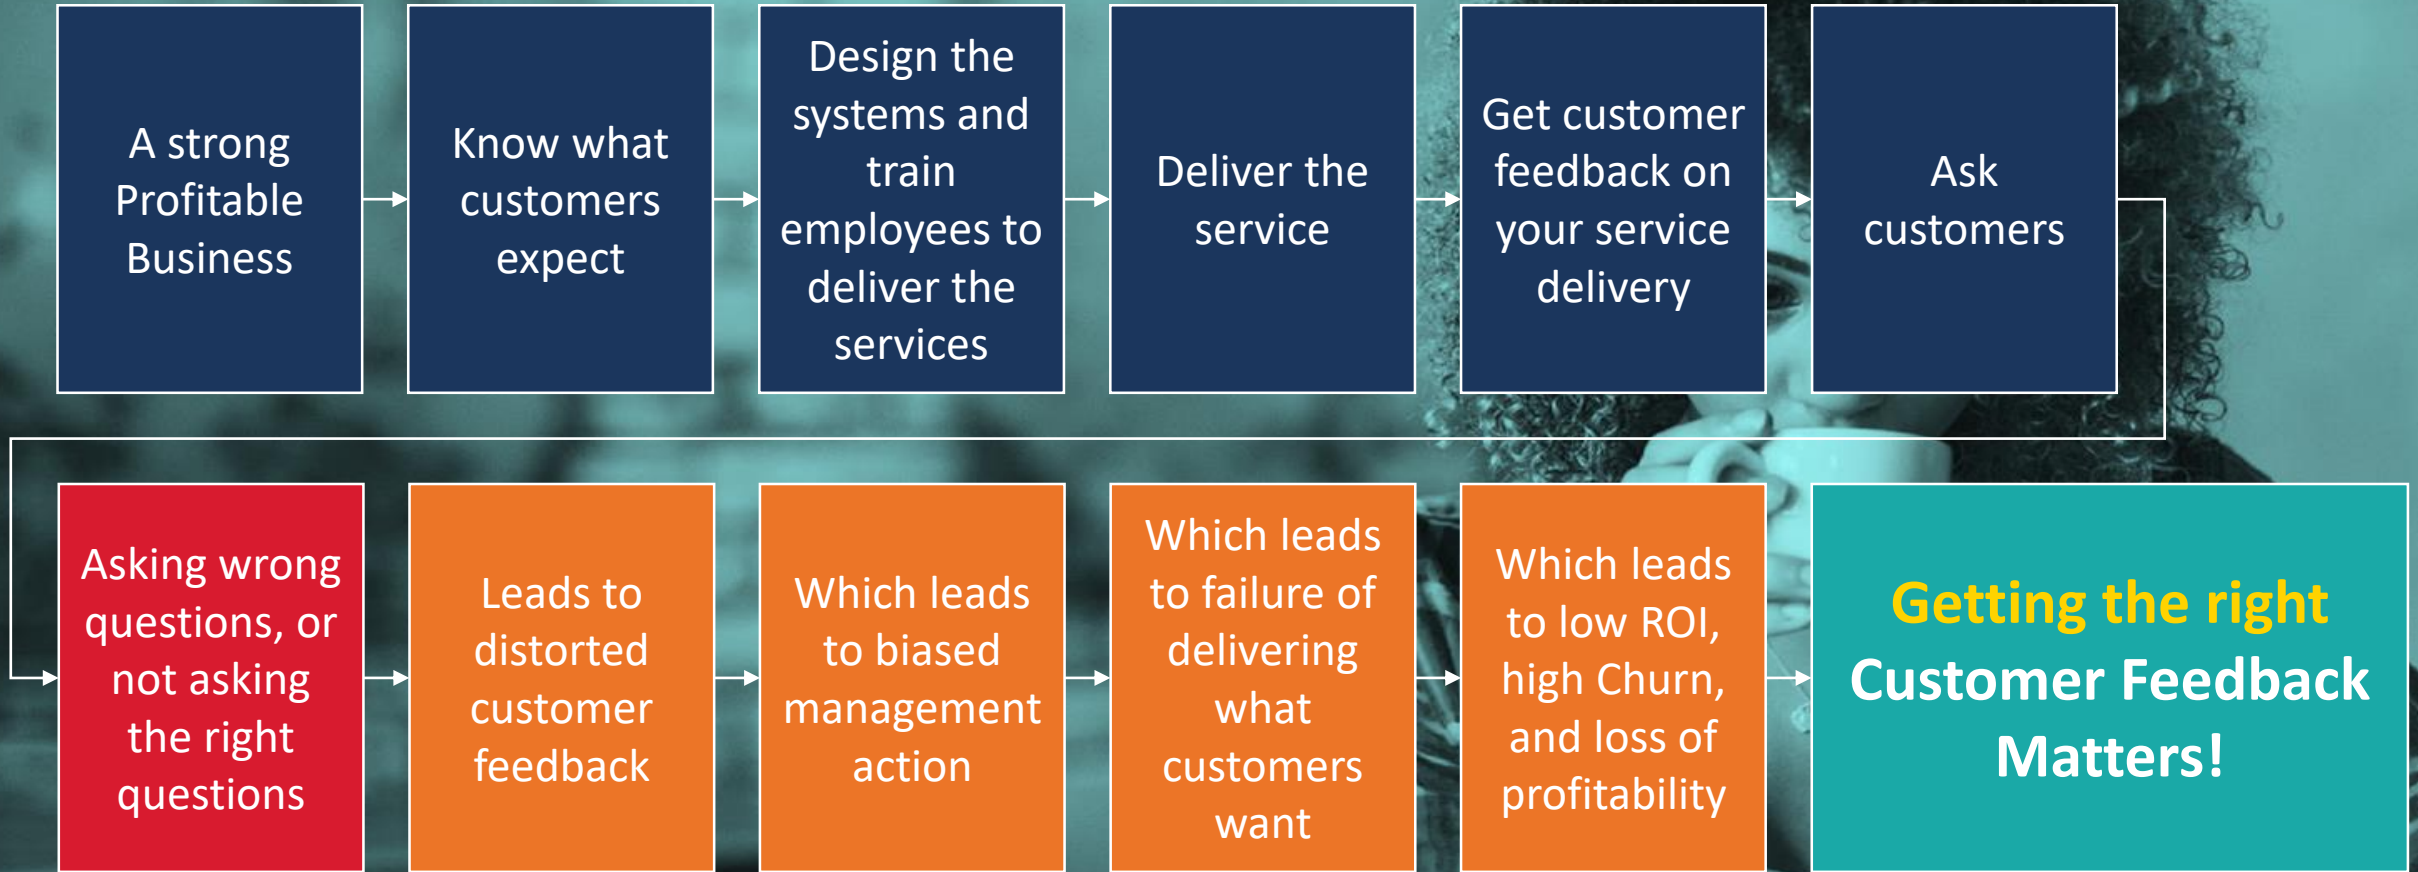 A strong
Profitable
Business
Know what
customers
expect
Design the
systems and
train
employees to
deliver the
services
Deliver the
service
Get customer
feedback on
your service
delivery
Ask
customers
Asking wrong
questions, or
not asking
the right
questions
Leads to
distorted
customer
feedback
Which leads
to biased
management
action
Which leads
to failure of
delivering
what
customers
want
Which leads
to low ROI,
high Churn,
and loss of
profitability
Getting the right
Customer Feedback
Matters!